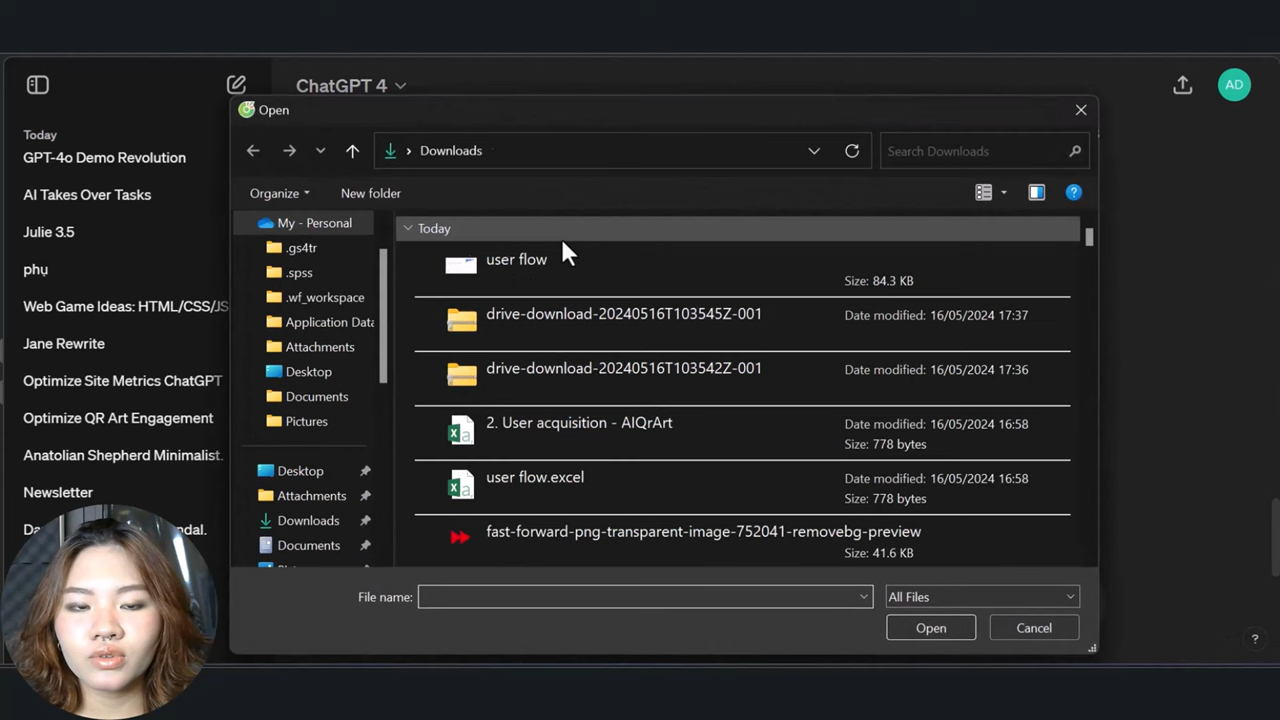 ChatGPT 4
AD
Today
GPT-4o Demo Revolution
AI Takes Over Tasks
Julie 3.5
phụ
Web Game Ideas: HTML/CSS/JS
Jane Rewrite
Optimize Site Metrics ChatGPT
Optimize QR Art Engagement
Anatolian Shepherd Minimalist.
Newsletter
Open
Downloads
Search Downloads
Organize
New folder
?
My - Personal
.gs4tr
.spss
.wf_workspace
Application Data
Attachments
Desktop
Documents
Pictures
Desktop
Attachments
Downloads
Documents
Today
user flow
Size: 84.3 KB
drive-download-20240516T103545Z-001
Date modified: 16/05/2024 17:37
drive-download-20240516T103542Z-001
Date modified: 16/05/2024 17:36
2. User acquisition - AIQrArt
Date modified: 16/05/2024 16:58
Size: 778 bytes
user flow.excel
Date modified: 16/05/2024 16:58
Size: 778 bytes
fast-forward-png-transparent-image-752041-removebg-preview
Size: 41.6 KB
File name:
All Files
Open
Cancel
?